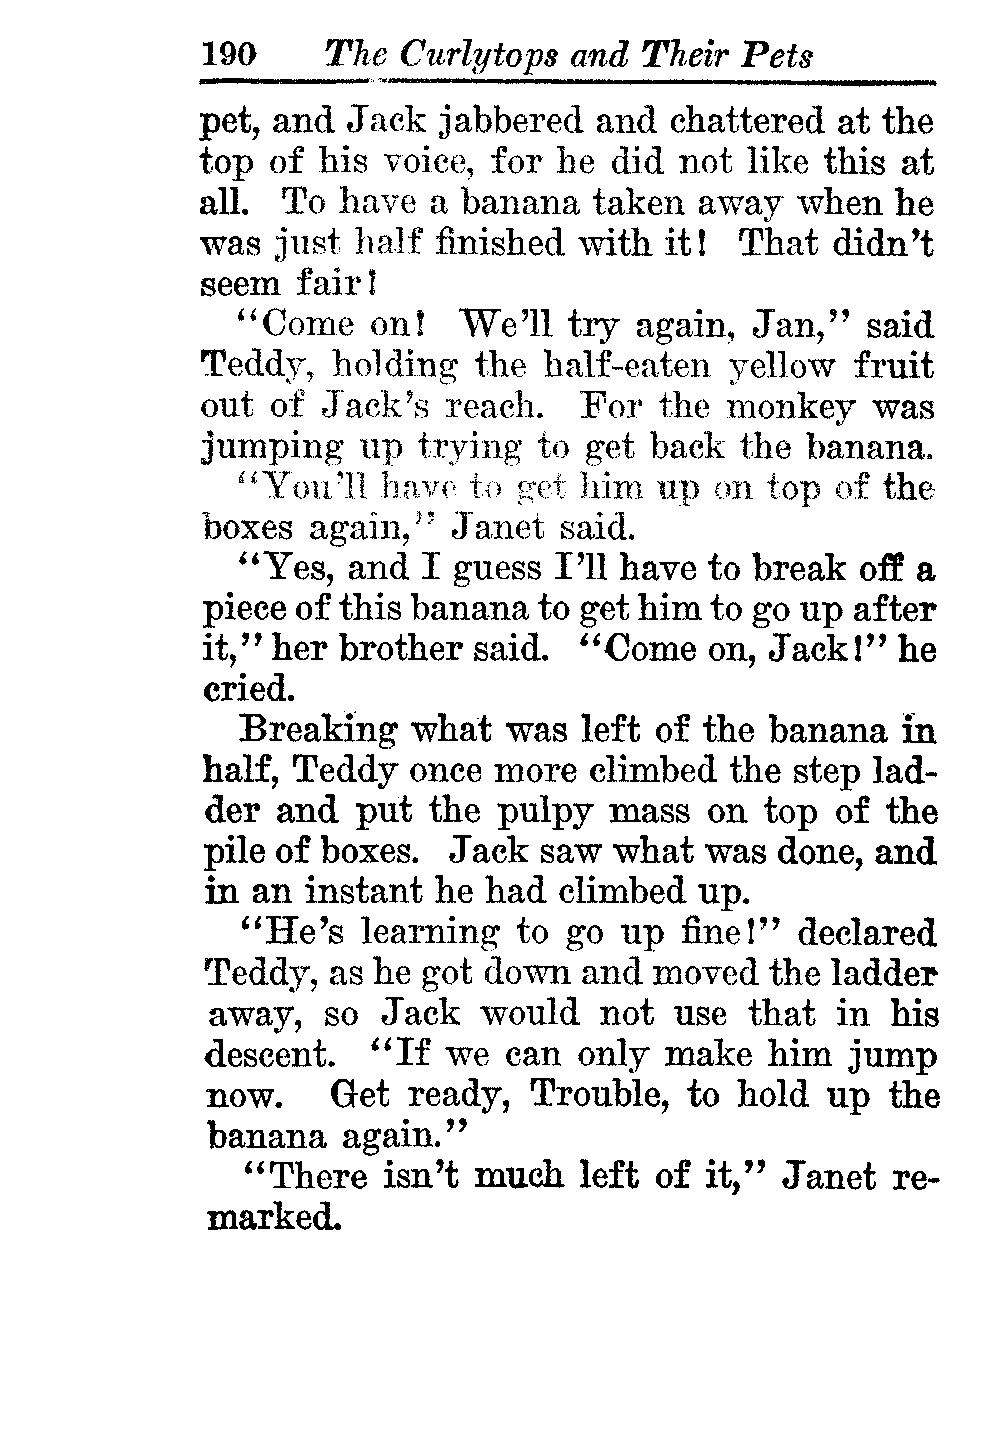 190 The Curlytops and Their Pets
pet, and Jack jabbered and chattered at the
top of his voice, for he did not like this at
all. To have a banana taken away when he
was just half finished with it! That didn't
seem fair!
"Come on! We'll try again, Jan," said
Teddy, holding the half-eaten yellow fruit
out of Jack's reach. For the monkey was
jumping up trying to get back the banana.
"You'll have to get him up on top of the
boxes again," Janet said.
"Yes, and I guess I'll have to break off a
piece of this banana to get him to go up after
it," her brother said. "Come on, Jack!" he
cried.
Breaking what was left of the banana in
half, Teddy once more climbed the step lad-
der and put the pulpy mass on top of the
pile of boxes. Jack saw what was done, and
in an instant he had climbed up.
"He's learning to go up fine!" declared
Teddy, as he got down and moved the ladder
away, so Jack would not use that in his
descent. "If we can only make him jump
now. Get ready, Trouble, to hold up the
banana again."
"There isn't much left of it," Janet re-
marked.